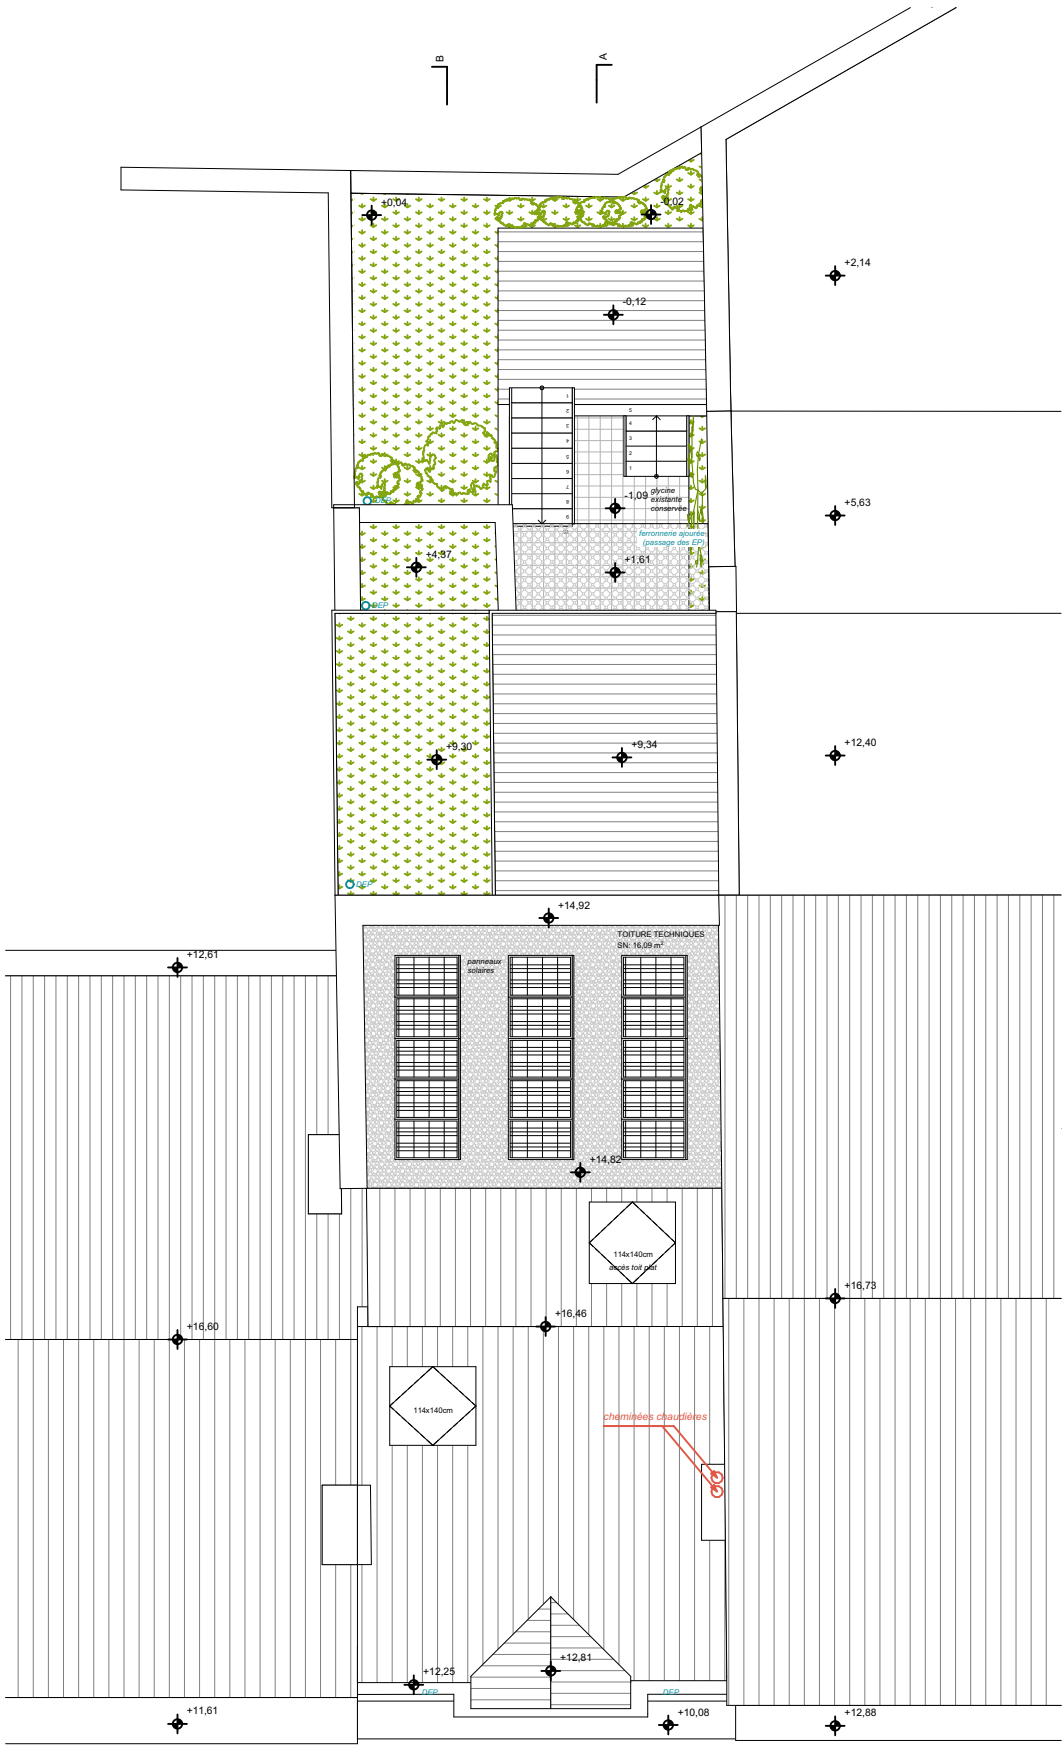 B
A
+0,04
-0,02
+2,14
-0,12
1
2
3
4
5
6
7
8
9
5
4
3
2
1
DEP
-1,09
glycine
existante
conservée
+5,63
ferronnerie ajourée
(passage des EP)
+4,37
+1,61
DEP
+9,30
+9,34
+12,40
DEP
+14,92
TOITURE TECHNIQUES
SN: 16,09 m²
+12,61
panneaux
solaires
+14,82
114x140cm
accès toit plat
+16,73
+16,46
+16,60
114x140cm
cheminées chaudières
+12,25
+12,81
DEP
DEP
+11,61
+10,08
+12,88